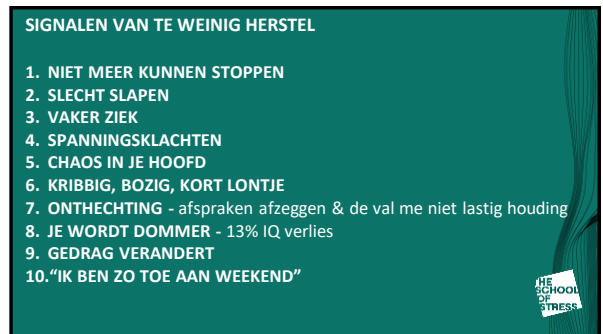 SIGNALEN VAN TE WEINIG HERSTEL
1. NIET MEER KUNNEN STOPPEN
2. SLECHT SLAPEN
3. VAKER ZIEK
4. SPANNINGSKLACHTEN
5. CHAOS IN JE HOOFD
6. KRIBBIG, BOZIG, KORT LONTJE
7. ONTHECHTING - afspraken afzeggen & de val me niet lastig houding
8. JE WORDT DOMMER - 13% IQ verlies
9. GEDRAG VERANDERT
10.“IK BEN ZO TOE AAN WEEKEND”
THE
SCHOOL
OF
STRESS